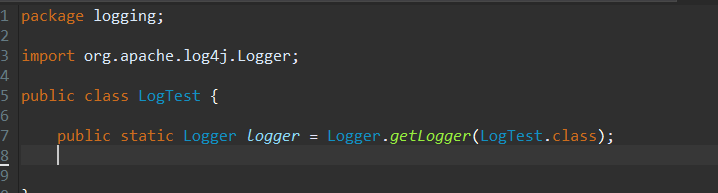 1 package logging;
2
3 import org.apache.log4j.Logger;
4
5 public class LogTest {
6
7     public static Logger logger = Logger.getLogger(LogTest.class);
8
9
}